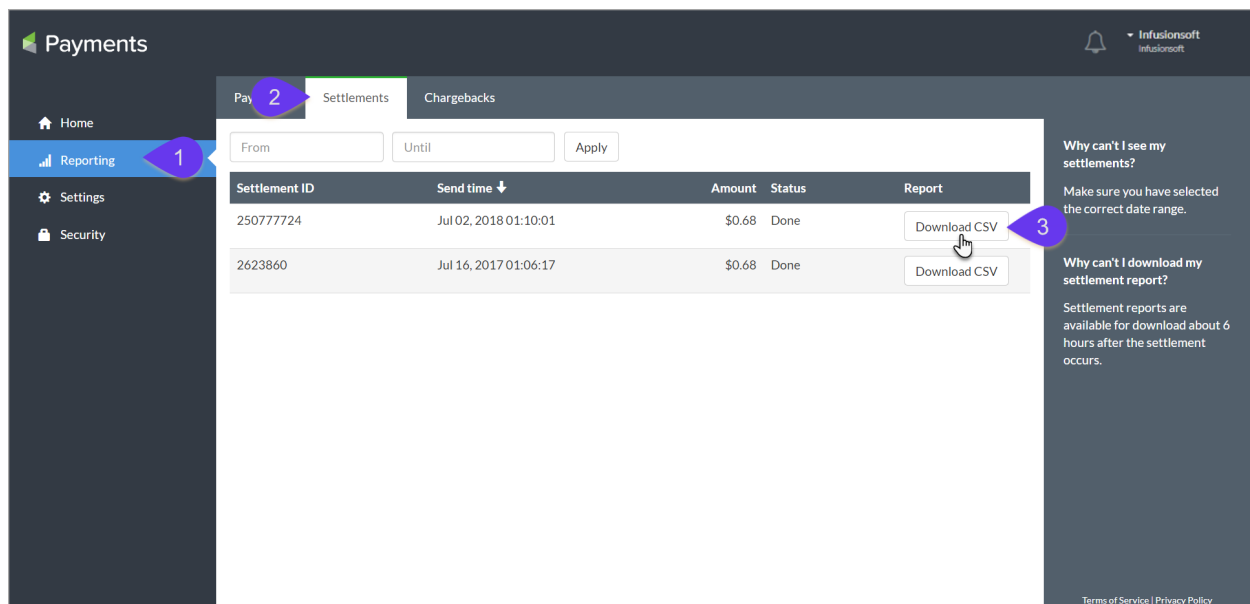 Payments
Infusionsoft
Infusionsoft
Home
Reporting
1
Settings
Security
Pay
2
Settlements
Chargebacks
From
Until
Apply
Settlement ID Send time Amount Status Report
250777724 Jul 02, 2018 01:10:01 $0.68 Done Download CSV
3
2623860 Jul 16, 2017 01:06:17 $0.68 Done Download CSV
Why can't I see my
settlements?
Make sure you have selected
the correct date range.
Why can't I download my
settlement report?
Settlement reports are
available for download about 6
hours after the settlement
occurs.
Terms of Service | Privacy Policy